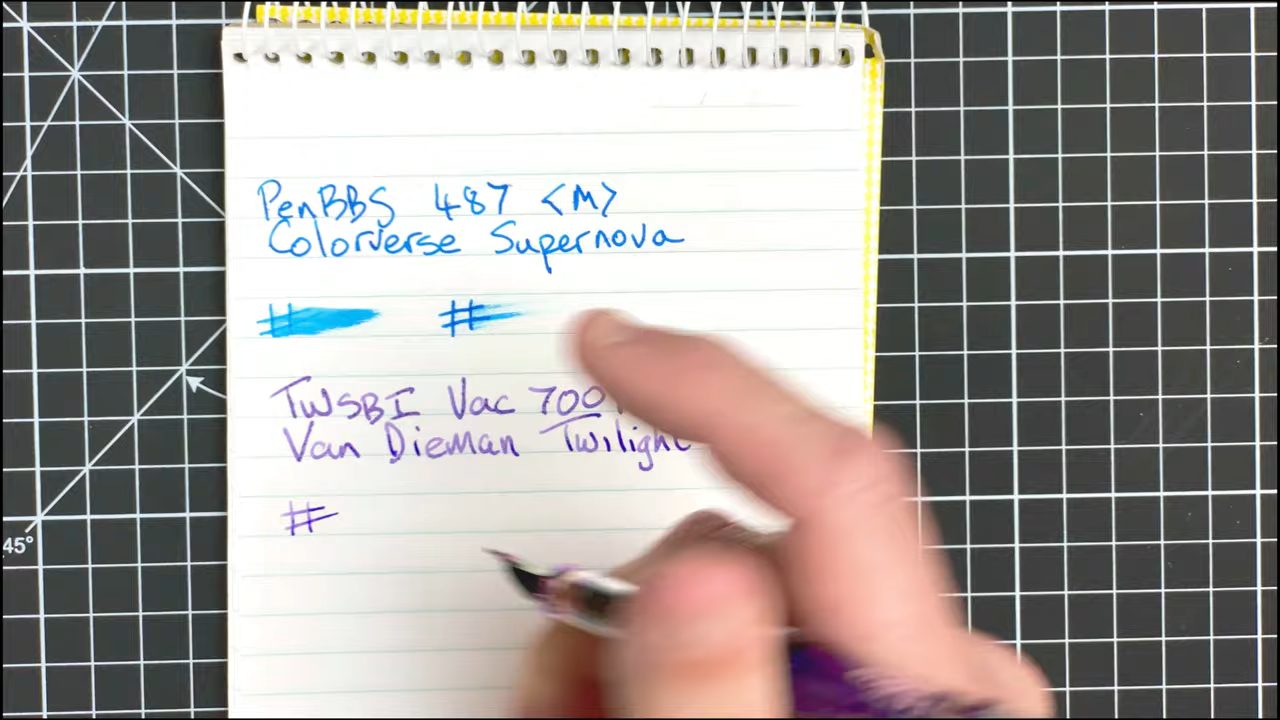 PenBBS 487 <M>
Colorverse Supernova
# #
TWSBI Vac 700
Van Dieman Twilight
#
45°